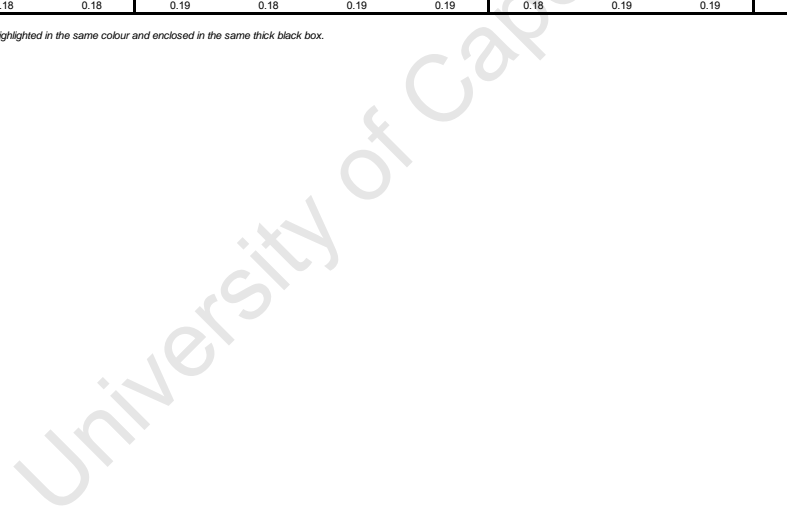 .18 0.18 0.19 0.18 0.19 0.19 0.18 0.19 0.19
ighlighted in the same colour and enclosed in the same thick black box.
University of Cape